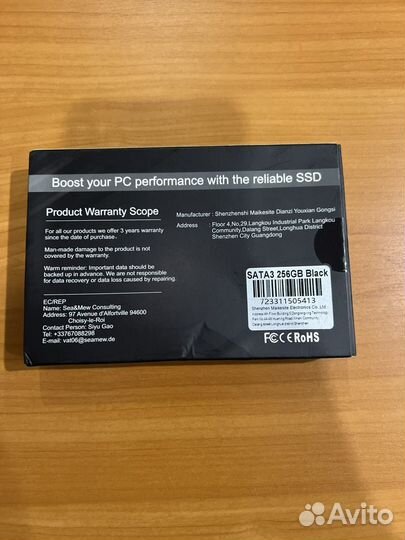 Boost your PC performance with the reliable SSD
Product Warranty Scope
For all our products we offer 3 years warranty
since the date of purchase.
Man-made damage to the product is not
covered by the warranty.
Warm reminder: Important data should be
backed up in advance. We are not responsible
for data recovery or data loss caused by repairing.
EC/REP
Name: Sea&Mew Consulting
Address: 97 Avenue d'Alfortville 94600
Choisy-le-Roi
Contact Person: Siyu Gao
Tel: +33767088298
E-mail: vat06@seamew.de
Manufacturer : Shenzhenshi Maikesite Dianzi Youxian Gongsi
Address : Floor 4,No.29,Langkou Industrial Park Langkou
Community,Dalang Street,Longhua District
Shenzhen City Guangdong
SATA3 256GB Black
723311505413
Shenzhen Maikesite Electronics Co.,Ltd
FC CE RoHS
Avito